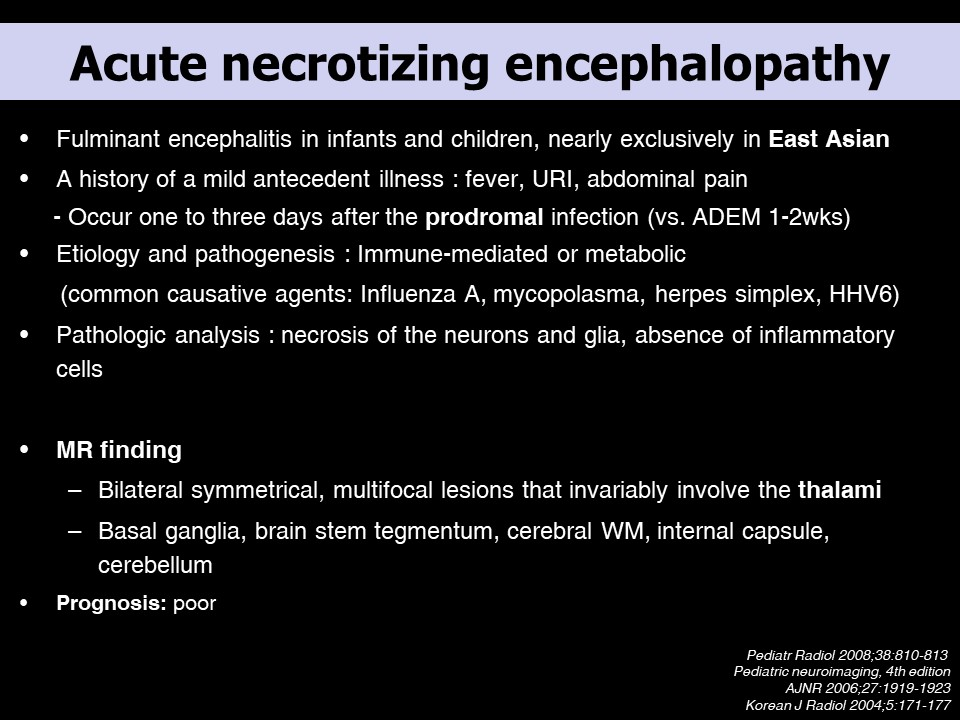 Acute necrotizing encephalopathy
• Fulminant encephalitis in infants and children, nearly exclusively in East Asian
• A history of a mild antecedent illness : fever, URI, abdominal pain
- Occur one to three days after the prodromal infection (vs. ADEM 1-2wks)
• Etiology and pathogenesis : Immune-mediated or metabolic
(common causative agents: Influenza A, mycopolasma, herpes simplex, HHV6)
• Pathologic analysis : necrosis of the neurons and glia, absence of inflammatory
cells
• MR finding
– Bilateral symmetrical, multifocal lesions that invariably involve the thalami
– Basal ganglia, brain stem tegmentum, cerebral WM, internal capsule,
cerebellum
• Prognosis: poor
Pediatr Radiol 2008;38:810-813
Pediatric neuroimaging, 4th edition
AJNR 2006;27:1919-1923
Korean J Radiol 2004;5:171-177